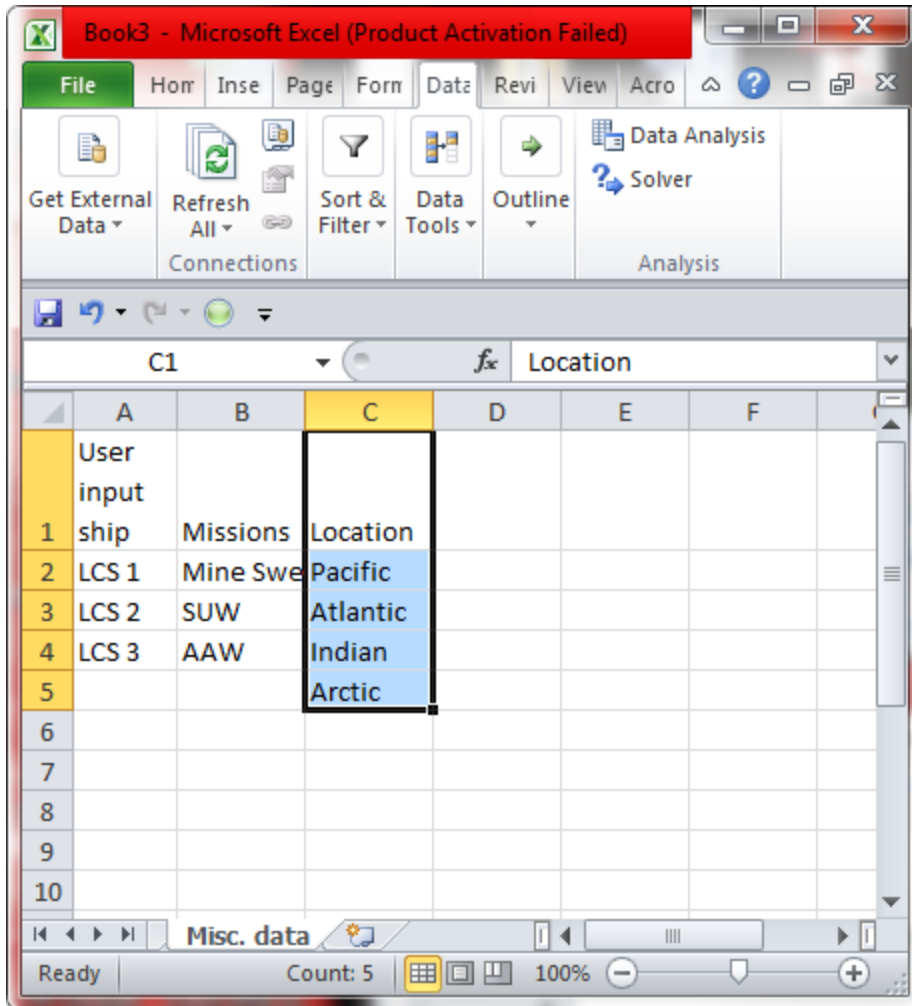 Book3 - Microsoft Excel (Product Activation Failed)
File Hom Inse Page Form Data Revi View Acro
Get External Data
Refresh All
Sort & Filter
Data Tools
Outline
Data Analysis
Solver
Connections
Analysis
C1 fx Location
A B C D E F
1 User input ship Missions Location
2 LCS 1 Mine Swe Pacific
3 LCS 2 SUW Atlantic
4 LCS 3 AAW Indian
5 Arctic
6
7
8
9
10
Misc. data
Ready Count: 5 100%